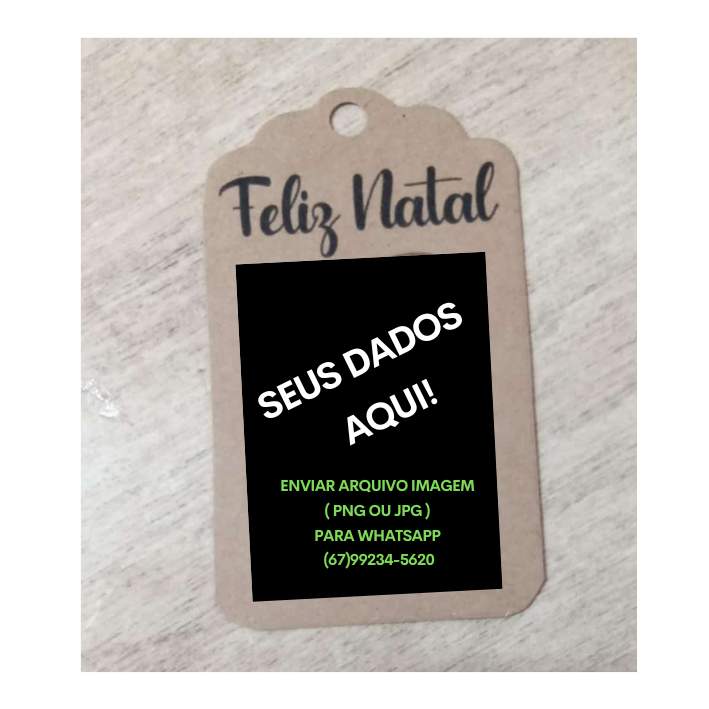 Feliz Natal
SEUS DADOS
AQUI!
ENVIAR ARQUIVO IMAGEM
( PNG OU JPG )
PARA WHATSAPP
(67)99234-5620